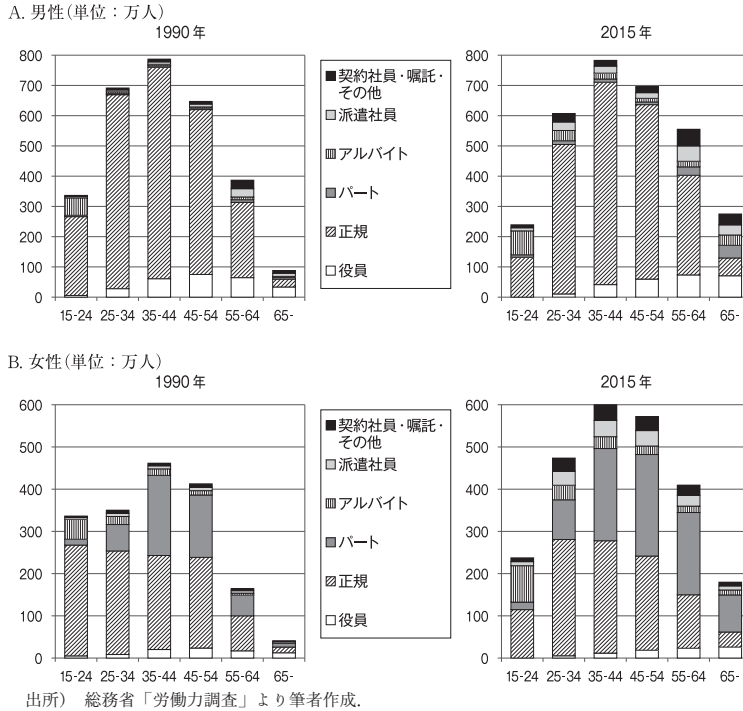 A. 男性（単位：万人）
1990年
2015年
800
700
600
500
400
300
200
100
0
15-24 25-34 35-44 45-54 55-64 65-
契約社員・嘱託・
その他
派遣社員
アルバイト
パート
正規
役員
800
700
600
500
400
300
200
100
0
15-24 25-34 35-44 45-54 55-64 65-
B. 女性（単位：万人）
1990年
2015年
600
500
400
300
200
100
0
15-24 25-34 35-44 45-54 55-64 65-
契約社員・嘱託・
その他
派遣社員
アルバイト
パート
正規
役員
600
500
400
300
200
100
0
15-24 25-34 35-44 45-54 55-64 65-
出所） 総務省「労働力調査」より筆者作成.